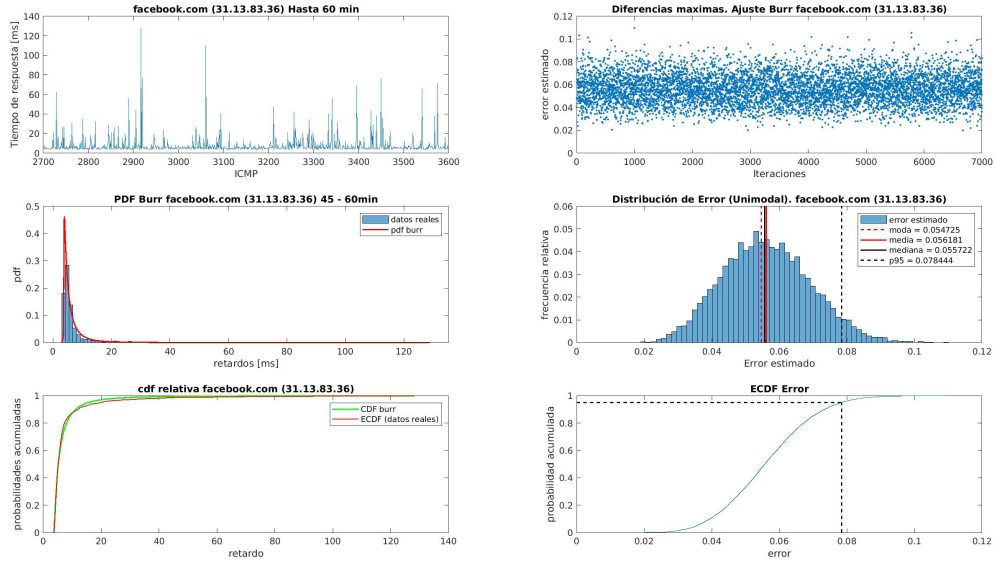 facebook.com (31.13.83.36) Hasta 60 min
Tiempo de respuesta [ms]
140
120
100
80
60
40
20
0
2700 2800 2900 3000 3100 3200 3300 3400 3500 3600
ICMP
Diferencias maximas. Ajuste Burr facebook.com (31.13.83.36)
error estimado
0.12
0.1
0.08
0.06
0.04
0.02
0
0 1000 2000 3000 4000 5000 6000 7000
Iteraciones
PDF Burr facebook.com (31.13.83.36) 45 - 60min
pdf
0.5
0.4
0.3
0.2
0.1
0
datos reales
pdf burr
0 20 40 60 80 100 120
retardos [ms]
Distribución de Error (Unimodal). facebook.com (31.13.83.36)
frecuencia relativa
0.06
0.05
0.04
0.03
0.02
0.01
0
error estimado
moda = 0.054725
media = 0.056181
mediana = 0.055722
p95 = 0.078444
0 0.02 0.04 0.06 0.08 0.1 0.12
Error estimado
cdf relativa facebook.com (31.13.83.36)
probabilidades acumuladas
1
0.8
0.6
0.4
0.2
0
CDF burr
ECDF (datos reales)
0 20 40 60 80 100 120 140
retardo
ECDF Error
probabilidad acumulada
1
0.8
0.6
0.4
0.2
0
0 0.02 0.04 0.06 0.08 0.1 0.12
error